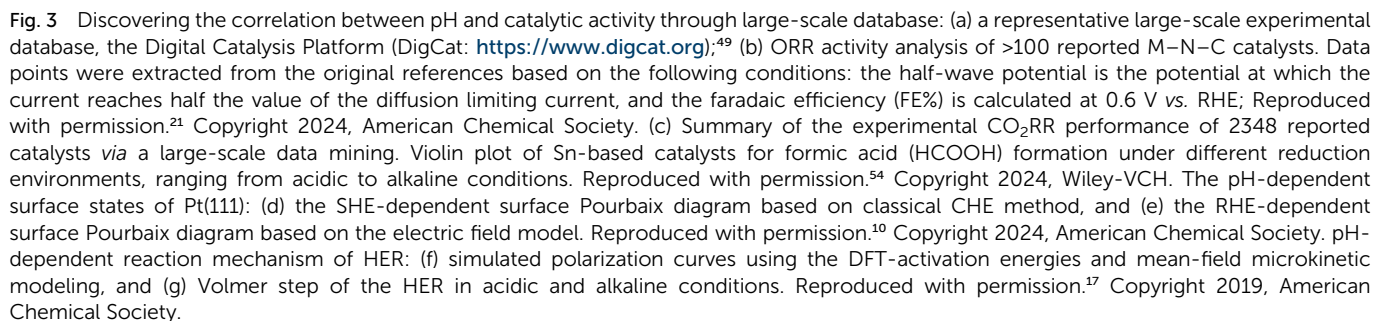 Fig. 3 Discovering the correlation between pH and catalytic activity through large-scale database: (a) a representative large-scale experimental
database, the Digital Catalysis Platform (DigCat: https://www.digcat.org);⁴⁹ (b) ORR activity analysis of >100 reported M–N–C catalysts. Data
points were extracted from the original references based on the following conditions: the half-wave potential is the potential at which the
current reaches half the value of the diffusion limiting current, and the faradaic efficiency (FE%) is calculated at 0.6 V vs. RHE; Reproduced
with permission.²¹ Copyright 2024, American Chemical Society. (c) Summary of the experimental CO₂RR performance of 2348 reported
catalysts via a large-scale data mining. Violin plot of Sn-based catalysts for formic acid (HCOOH) formation under different reduction
environments, ranging from acidic to alkaline conditions. Reproduced with permission.⁵⁴ Copyright 2024, Wiley-VCH. The pH-dependent
surface states of Pt(111): (d) the SHE-dependent surface Pourbaix diagram based on classical CHE method, and (e) the RHE-dependent
surface Pourbaix diagram based on the electric field model. Reproduced with permission.¹⁰ Copyright 2024, American Chemical Society. pH-
dependent reaction mechanism of HER: (f) simulated polarization curves using the DFT-activation energies and mean-field microkinetic
modeling, and (g) Volmer step of the HER in acidic and alkaline conditions. Reproduced with permission.¹⁷ Copyright 2019, American
Chemical Society.